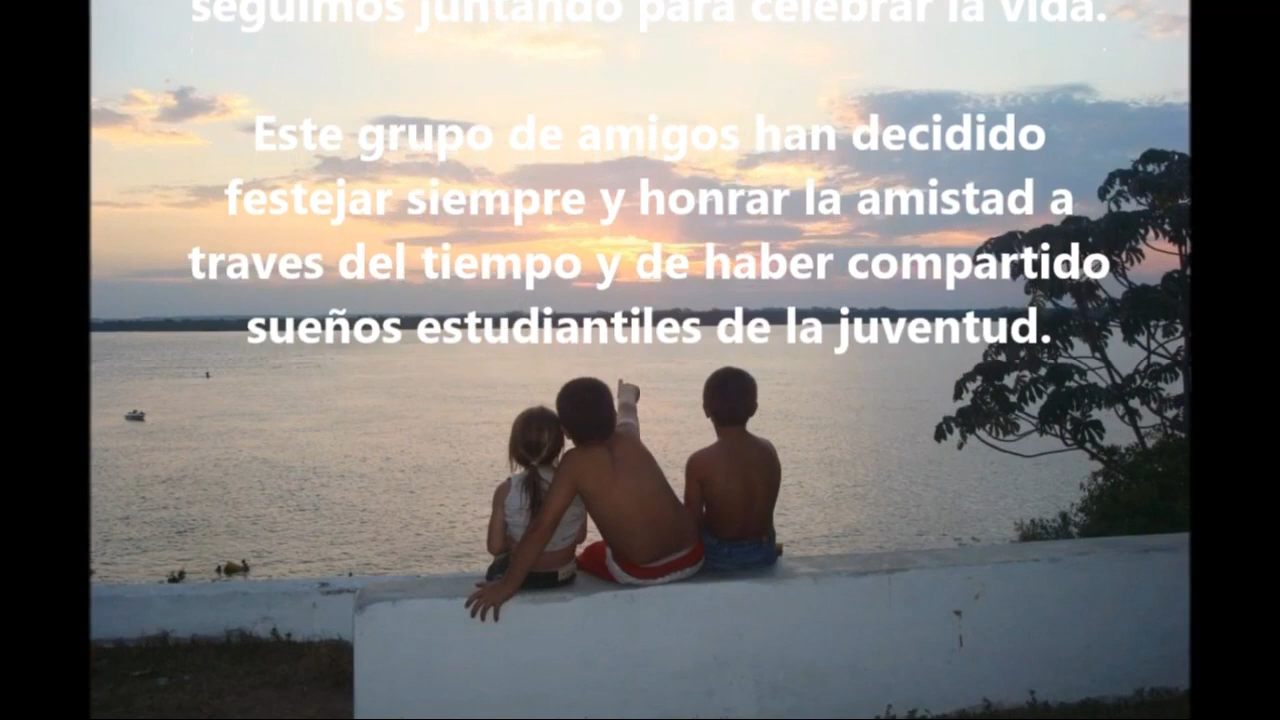 seguimos juntando para celebrar la vida.
Este grupo de amigos han decidido
festejar siempre y honrar la amistad a
traves del tiempo y de haber compartido
sueños estudiantiles de la juventud.